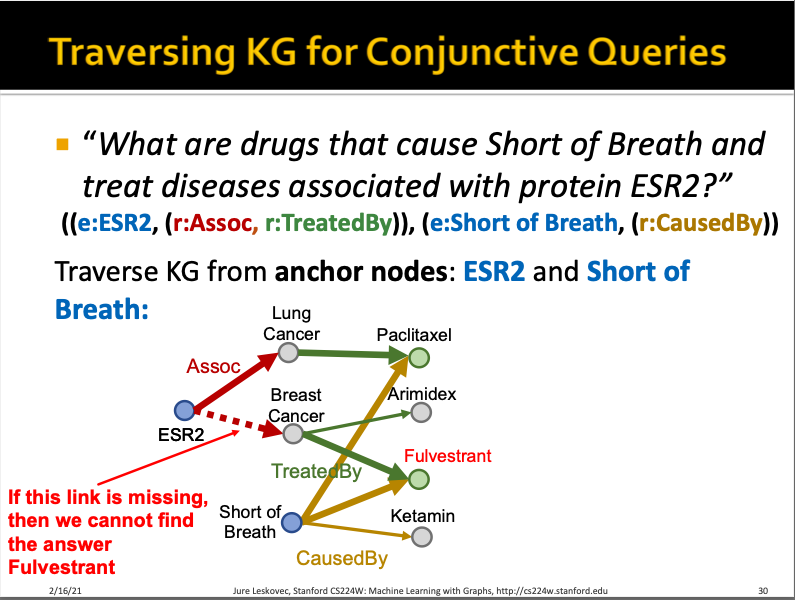 Traversing KG for Conjunctive Queries
“What are drugs that cause Short of Breath and
treat diseases associated with protein ESR2?”
((e:ESR2, (r:Assoc, r:TreatedBy)), (e:Short of Breath, (r:CausedBy))
Traverse KG from anchor nodes: ESR2 and Short of
Breath:
Lung
Cancer
Paclitaxel
Assoc
Breast
Cancer
Arimidex
ESR2
TreatedBy
Fulvestrant
If this link is missing,
then we cannot find
the answer
Fulvestrant
Short of
Breath
Ketamin
CausedBy
2/16/21
Jure Leskovec, Stanford CS224W: Machine Learning with Graphs, http://cs224w.stanford.edu
30